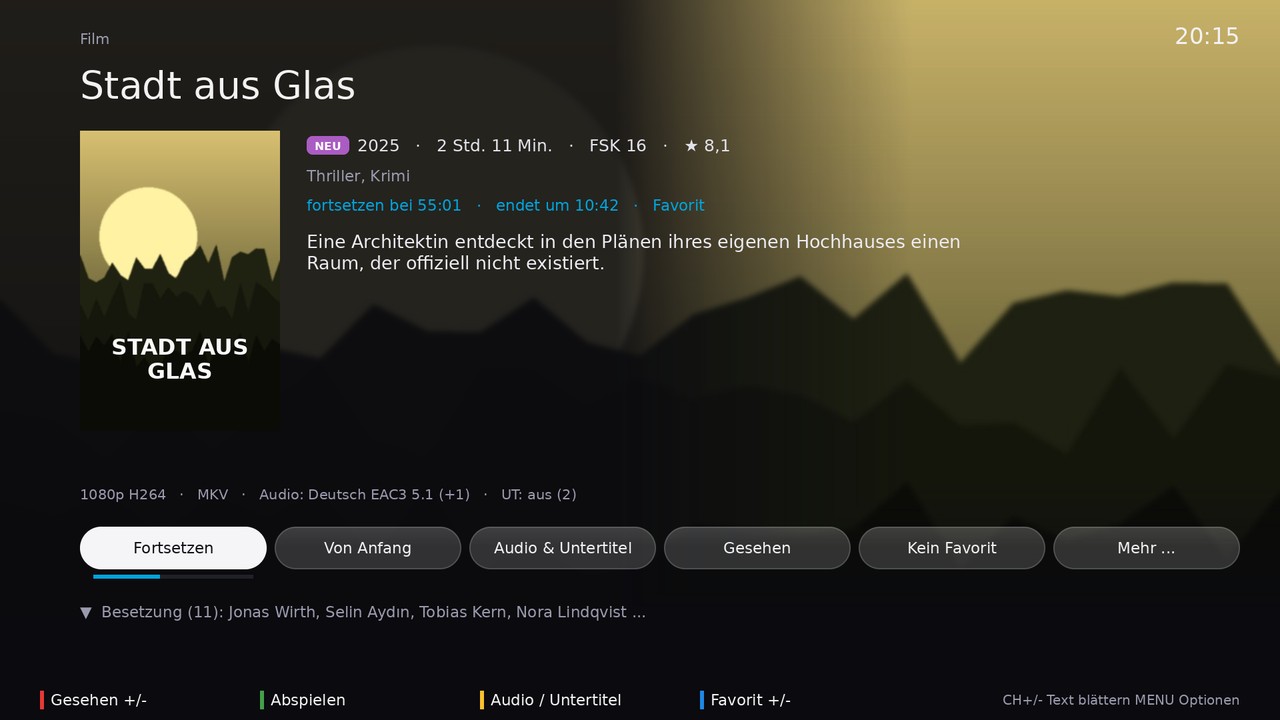 Film
20:15
Stadt aus Glas
NEU 2025 · 2 Std. 11 Min. · FSK 16 · ★ 8,1
Thriller, Krimi
fortsetzen bei 55:01 · endet um 10:42 · Favorit
Eine Architektin entdeckt in den Plänen ihres eigenen Hochhauses einen
Raum, der offiziell nicht existiert.
STADT AUS
GLAS
1080p H264 · MKV · Audio: Deutsch EAC3 5.1 (+1) · UT: aus (2)
Fortsetzen Von Anfang Audio & Untertitel Gesehen Kein Favorit Mehr ...
▼ Besetzung (11): Jonas Wirth, Selin Aydın, Tobias Kern, Nora Lindqvist ...
Gesehen +/- Abspielen Audio / Untertitel Favorit +/- CH+/- Text blättern MENU Optionen